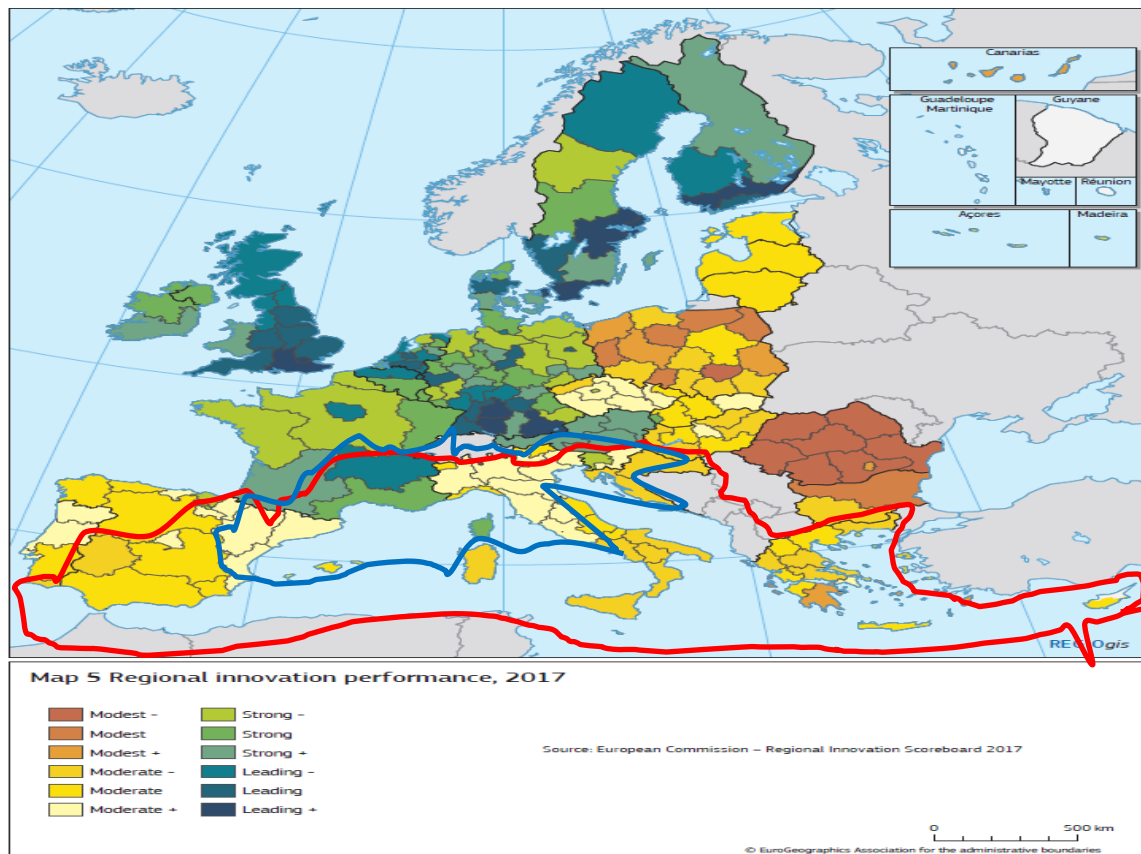 Canarias
Guadeloupe
Martinique
Guyane
Mayotte
Réunion
Açores
Madeira
REGIOgis
Map 5 Regional innovation performance, 2017
Modest -
Modest
Modest +
Moderate -
Moderate
Moderate +
Strong -
Strong
Strong +
Leading -
Leading
Leading +
Source: European Commission – Regional Innovation Scoreboard 2017
0 500 km
© EuroGeographics Association for the administrative boundaries